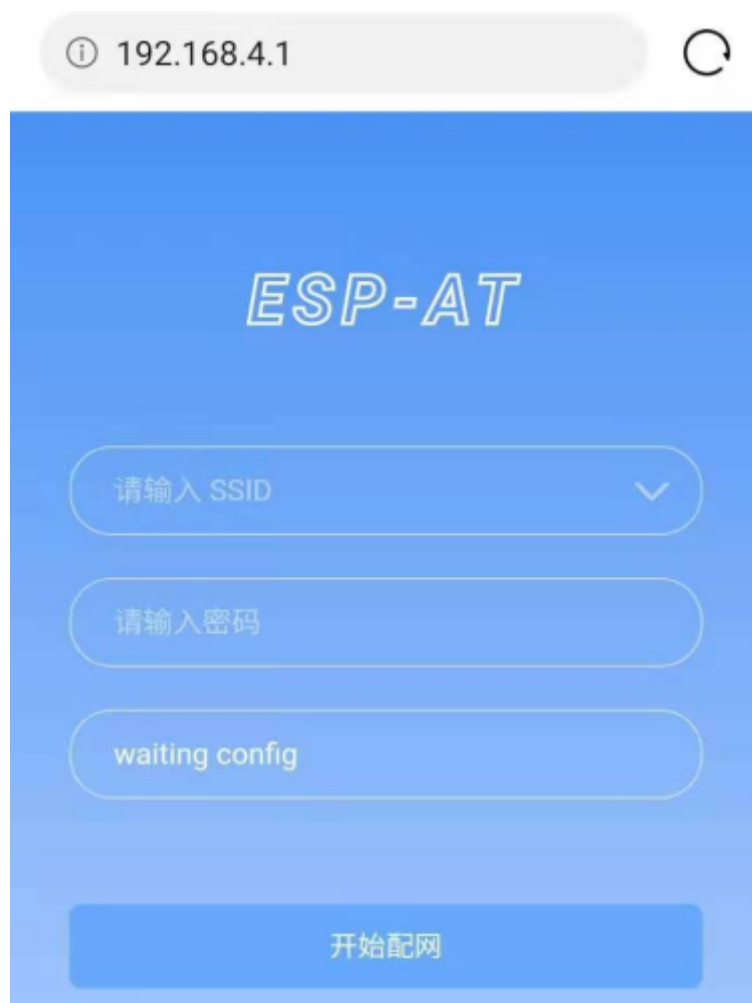 192.168.4.1
ESP-AT
请输入 SSID
请输入密码
waiting config
开始配网